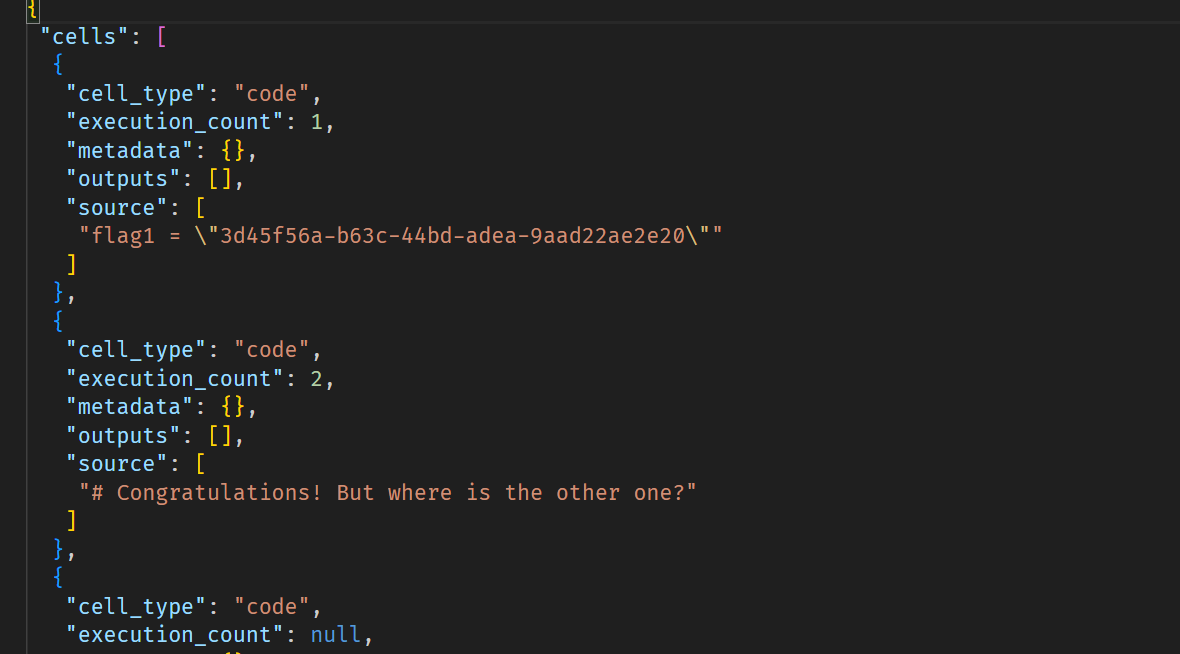 {
"cells": [
{
"cell_type": "code",
"execution_count": 1,
"metadata": {},
"outputs": [],
"source": [
"flag1 = \"3d45f56a-b63c-44bd-adea-9aad22ae2e20\""
]
},
{
"cell_type": "code",
"execution_count": 2,
"metadata": {},
"outputs": [],
"source": [
"# Congratulations! But where is the other one?"
]
},
{
"cell_type": "code",
"execution_count": null,